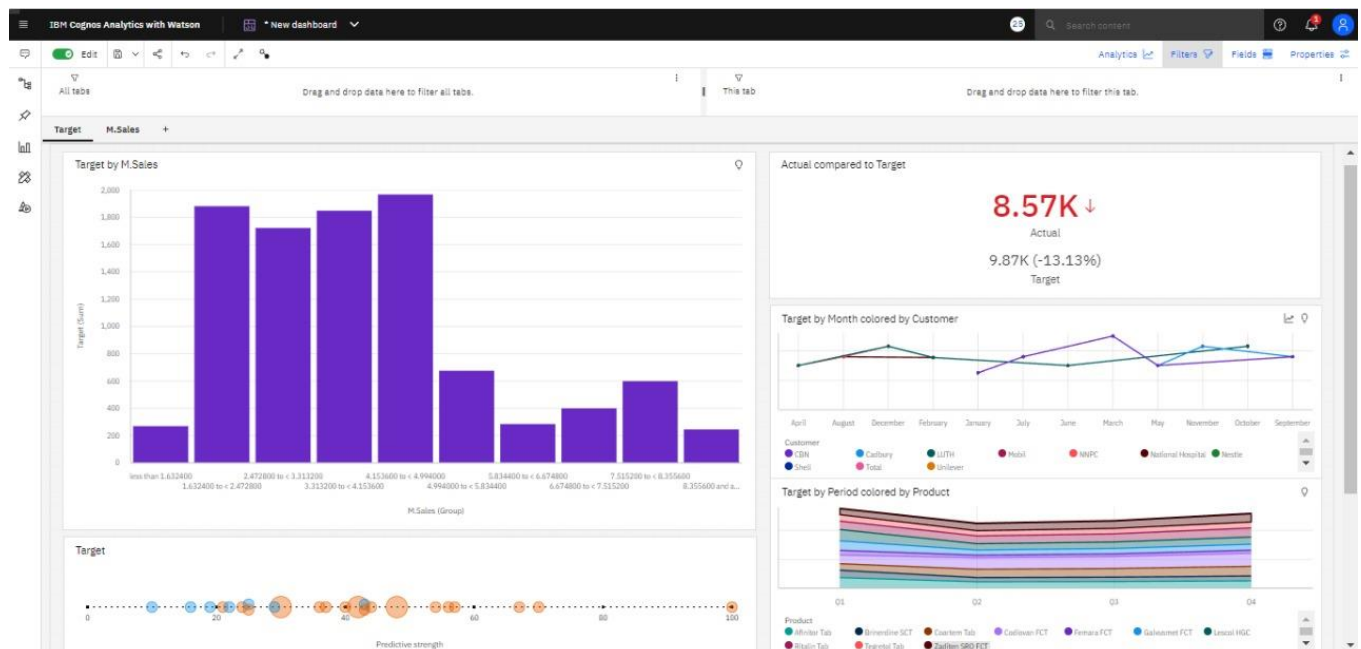 IBM Cognos Analytics with Watson
* New dashboard
25
Search content
1
Edit
Analytics
Filters
Fields
Properties
All tabs
Drag and drop data here to filter all tabs.
This tab
Drag and drop data here to filter this tab.
Target
M.Sales
+
Target by M.Sales
2,000
1,800
1,600
1,400
1,200
1,000
800
600
400
200
0
Target (Sum)
less than 1.632400
1.632400 to < 2.472800
2.472800 to < 3.313200
3.313200 to < 4.153600
4.153600 to < 4.994000
4.994000 to < 5.834400
5.834400 to < 6.674800
6.674800 to < 7.515200
7.515200 to < 8.355600
8.355600 and a...
M.Sales (Group)
Actual compared to Target
8.57K
Actual
9.87K (-13.13%)
Target
Target by Month colored by Customer
April August December February January July June March May November October September
Customer
CBN Cadbury LUTH Mobil NNPC National Hospital Nestle
Shell Total Unilever
Target by Period colored by Product
Q1 Q2 Q3 Q4
Product
Afinitor Tab Brinerdine SCT Coartem Tab Codiovan FCT Femara FCT Galvusmet FCT Lescol HGC
Ritalin Tab Tegretol Tab Zaditen SRO FCT
Target
0 20 40 60 80 100
Predictive strength